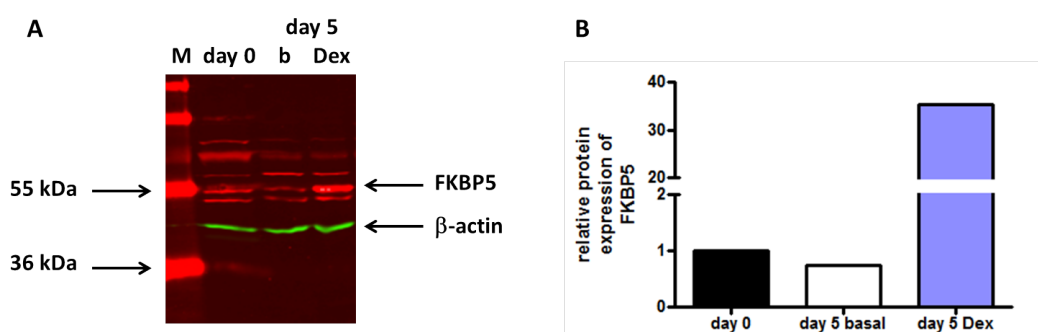 A
day 5
M day 0 b Dex
55 kDa
FKBP5
β-actin
36 kDa
B
relative protein
expression of
FKBP5
40
30
20
2
1
0
day 0 day 5 basal day 5 Dex